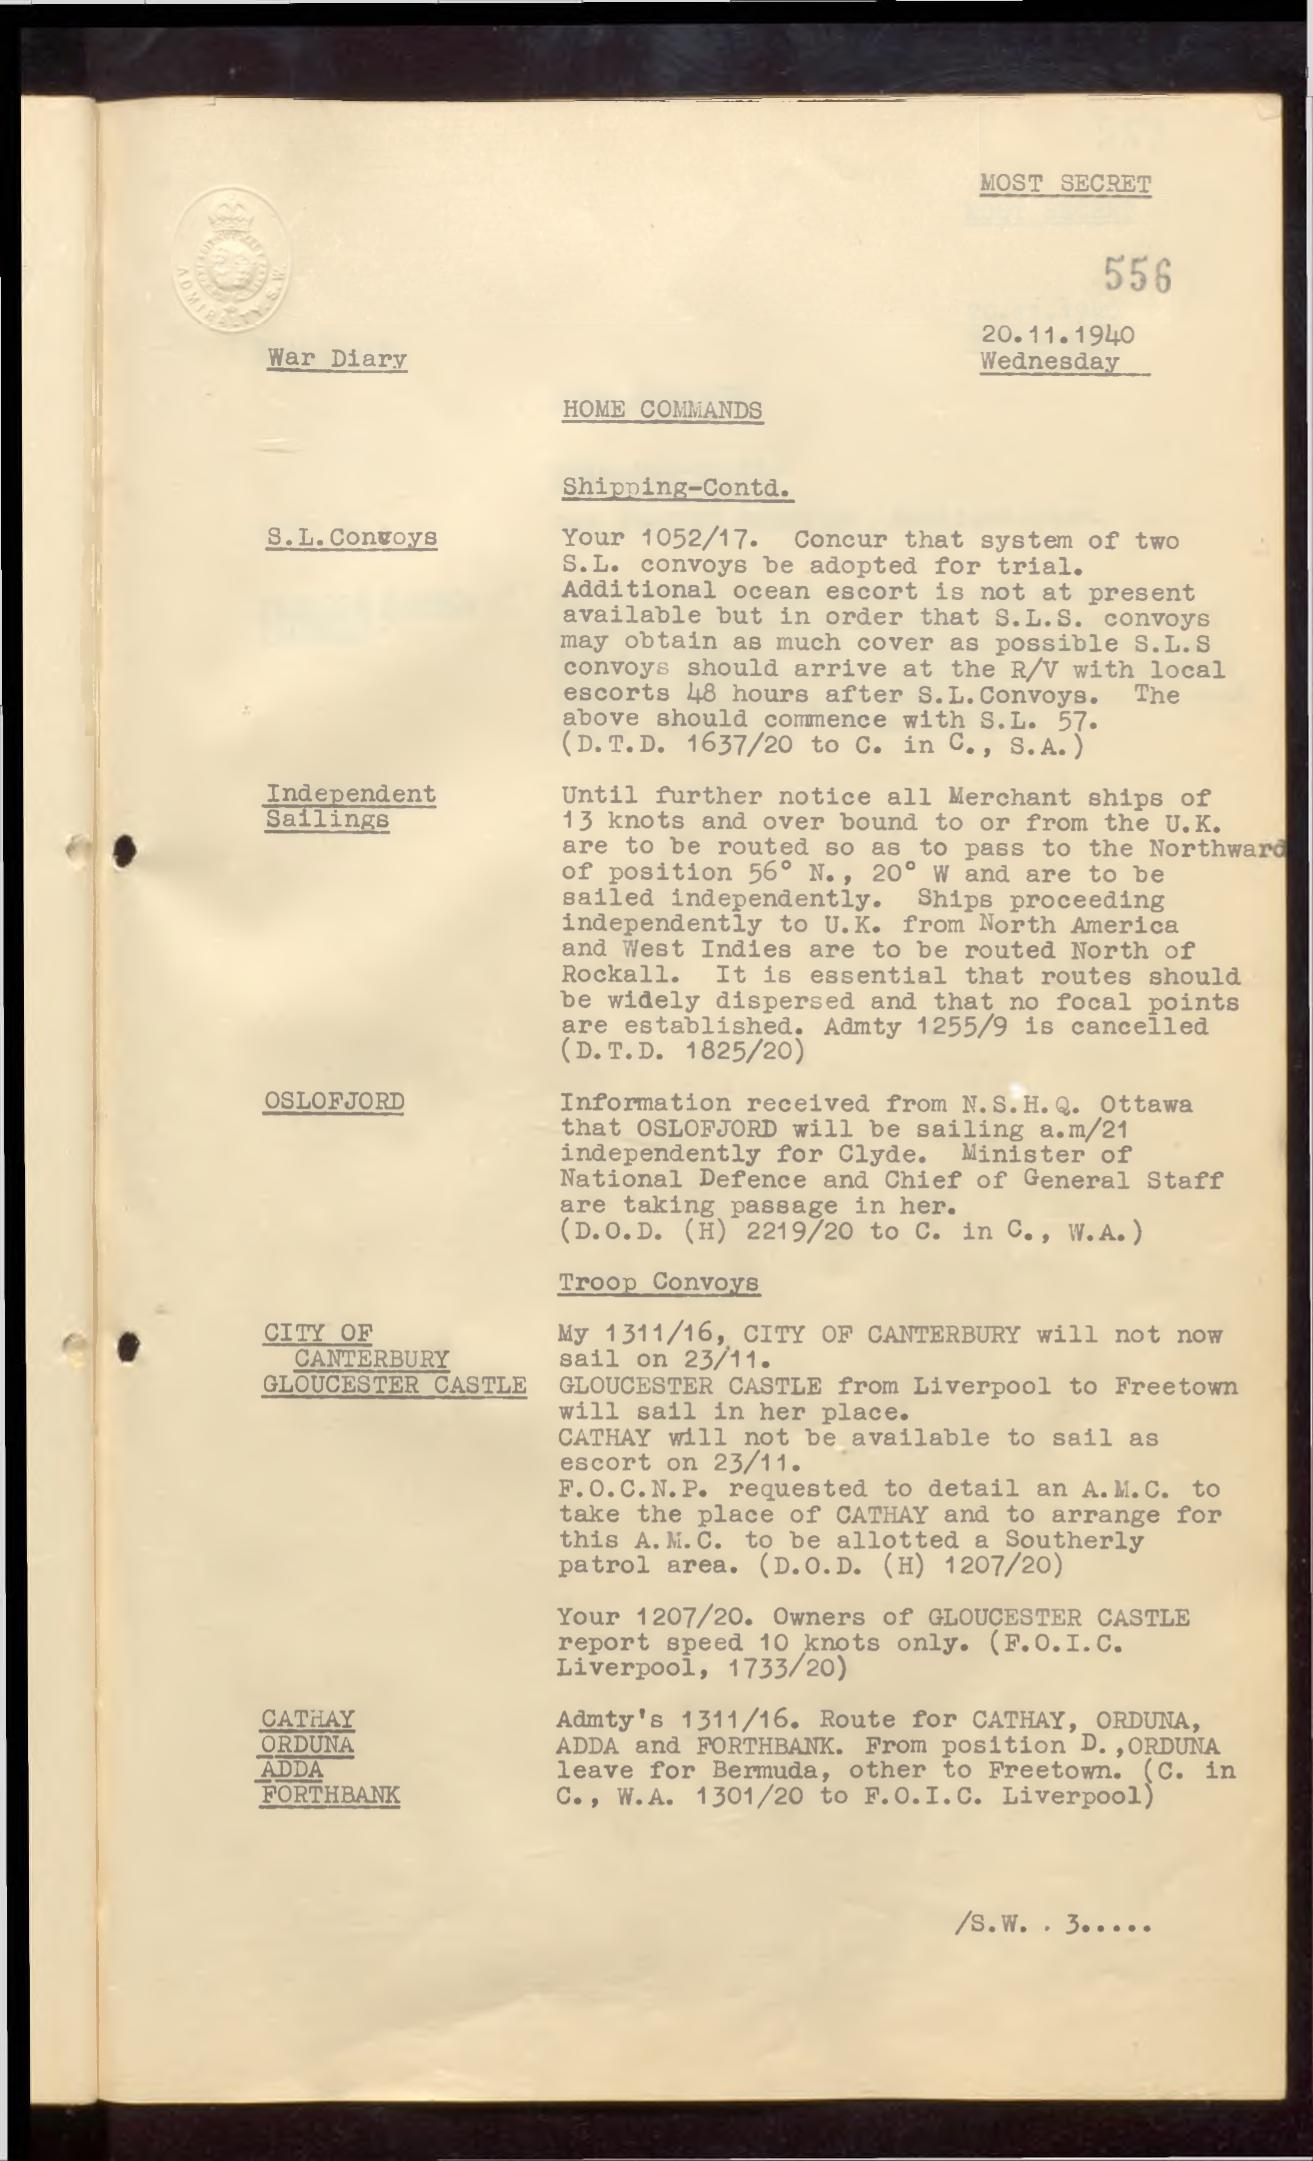 MOST SECRET
ADMIRALTY. S.W.
556
20.11.1940
War Diary
Wednesday
HOME COMMANDS
Shipping-Contd.
S.L.Convoys
Your 1052/17. Concur that system of two
S.L. convoys be adopted for trial.
Additional ocean escort is not at present
available but in order that S.L.S. convoys
may obtain as much cover as possible S.L.S
convoys should arrive at the R/V with local
escorts 48 hours after S.L.Convoys. The
above should commence with S.L. 57.
(D.T.D. 1637/20 to C. in C., S.A.)
Independent
Sailings
Until further notice all Merchant ships of
13 knots and over bound to or from the U.K.
are to be routed so as to pass to the Northward
of position 56° N., 20° W and are to be
sailed independently. Ships proceeding
independently to U.K. from North America
and West Indies are to be routed North of
Rockall. It is essential that routes should
be widely dispersed and that no focal points
are established. Admty 1255/9 is cancelled
(D.T.D. 1825/20)
OSLOFJORD
Information received from N.S.H.Q. Ottawa
that OSLOFJORD will be sailing a.m/21
independently for Clyde. Minister of
National Defence and Chief of General Staff
are taking passage in her.
(D.O.D. (H) 2219/20 to C. in C., W.A.)
Troop Convoys
CITY OF
CANTERBURY
GLOUCESTER CASTLE
My 1311/16, CITY OF CANTERBURY will not now
sail on 23/11.
GLOUCESTER CASTLE from Liverpool to Freetown
will sail in her place.
CATHAY will not be available to sail as
escort on 23/11.
F.O.C.N.P. requested to detail an A.M.C. to
take the place of CATHAY and to arrange for
this A.M.C. to be allotted a Southerly
patrol area. (D.O.D. (H) 1207/20)
Your 1207/20. Owners of GLOUCESTER CASTLE
report speed 10 knots only. (F.O.I.C.
Liverpool, 1733/20)
CATHAY
ORDUNA
ADDA
FORTHBANK
Admty's 1311/16. Route for CATHAY, ORDUNA,
ADDA and FORTHBANK. From position D.,ORDUNA
leave for Bermuda, other to Freetown. (C. in
C., W.A. 1301/20 to F.O.I.C. Liverpool)
/S.W. . 3.....